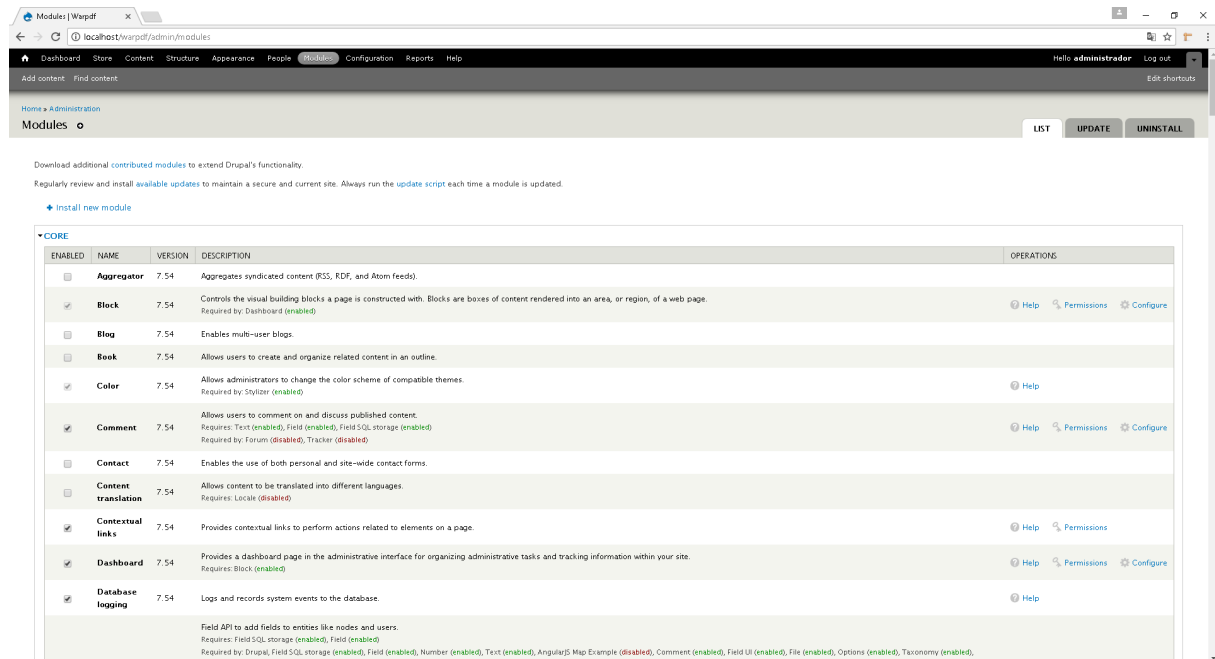 Modules | Warpdf
localhost/warpdf/admin/modules
Dashboard Store Content Structure Appearance People Modules Configuration Reports Help Hello administrador Log out
Add content Find content Edit shortcuts
Home » Administration
Modules
LIST UPDATE UNINSTALL
Download additional contributed modules to extend Drupal's functionality.
Regularly review and install available updates to maintain a secure and current site. Always run the update script each time a module is updated.
+ Install new module
CORE
ENABLED NAME VERSION DESCRIPTION OPERATIONS
Aggregator 7.54 Aggregates syndicated content (RSS, RDF, and Atom feeds).
Controls the visual building blocks a page is constructed with. Blocks are boxes of content rendered into an area, or region, of a web page.
Block 7.54 Help Permissions Configure
Required by: Dashboard (enabled)
Blog 7.54 Enables multi-user blogs.
Book 7.54 Allows users to create and organize related content in an outline.
Allows administrators to change the color scheme of compatible themes.
Color 7.54 Help
Required by: Stylizer (enabled)
Allows users to comment on and discuss published content.
Comment 7.54 Requires: Text (enabled), Field (enabled), Field SQL storage (enabled) Help Permissions Configure
Required by: Forum (disabled), Tracker (disabled)
Contact 7.54 Enables the use of both personal and site-wide contact forms.
Content Allows content to be translated into different languages.
translation 7.54 Requires: Locale (disabled)
Contextual
links 7.54 Provides contextual links to perform actions related to elements on a page. Help Permissions
Provides a dashboard page in the administrative interface for organizing administrative tasks and tracking information within your site.
Dashboard 7.54 Help Permissions Configure
Requires: Block (enabled)
Database
logging 7.54 Logs and records system events to the database. Help
Field API to add fields to entities like nodes and users.
Requires: Field SQL storage (enabled), Field (enabled)
Required by: Drupal, Field SQL storage (enabled), Field (enabled), Number (enabled), Text (enabled), AngularJS Map Example (disabled), Comment (enabled), Field UI (enabled), File (enabled), Options (enabled), Taxonomy (enabled),